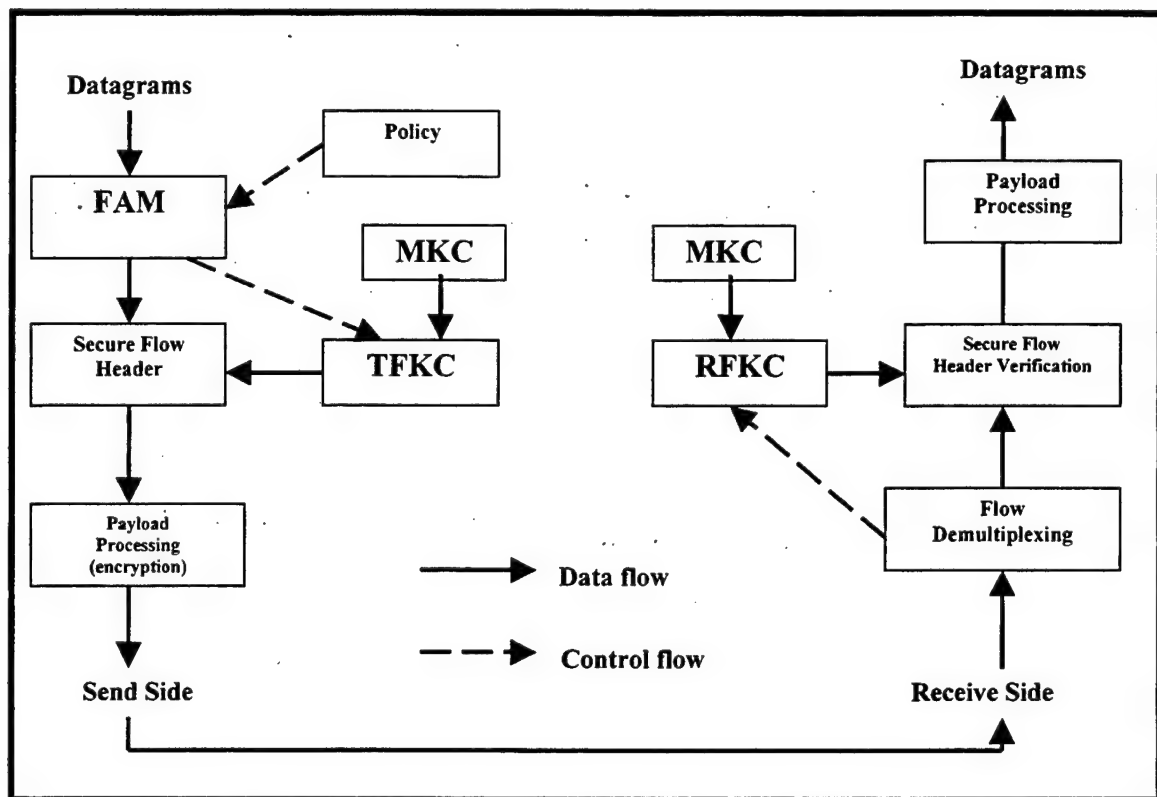 Datagrams
Policy
FAM
MKC
Secure Flow
Header
TFKC
Payload
Processing
(encryption)
Send Side
Data flow
Control flow
Datagrams
Payload
Processing
MKC
RFKC
Secure Flow
Header Verification
Flow
Demultiplexing
Receive Side